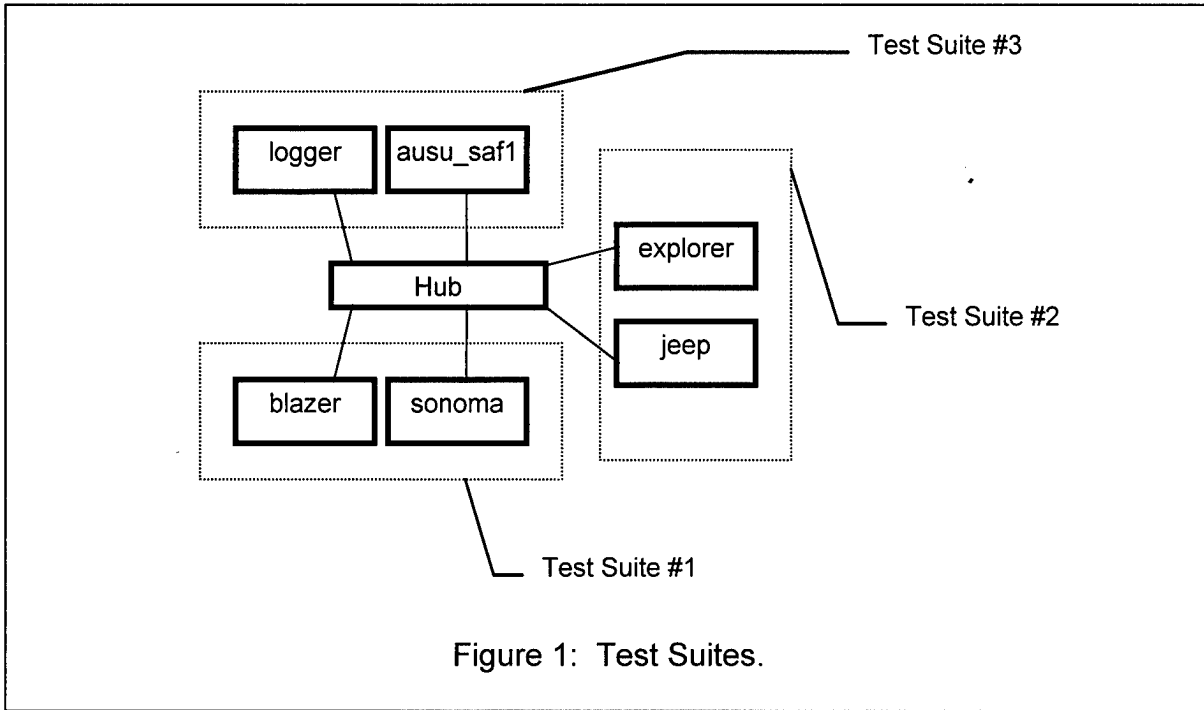 Test Suite #3
logger
ausu_saf1
explorer
Hub
Test Suite #2
jeep
blazer
sonoma
Test Suite #1
Figure 1: Test Suites.